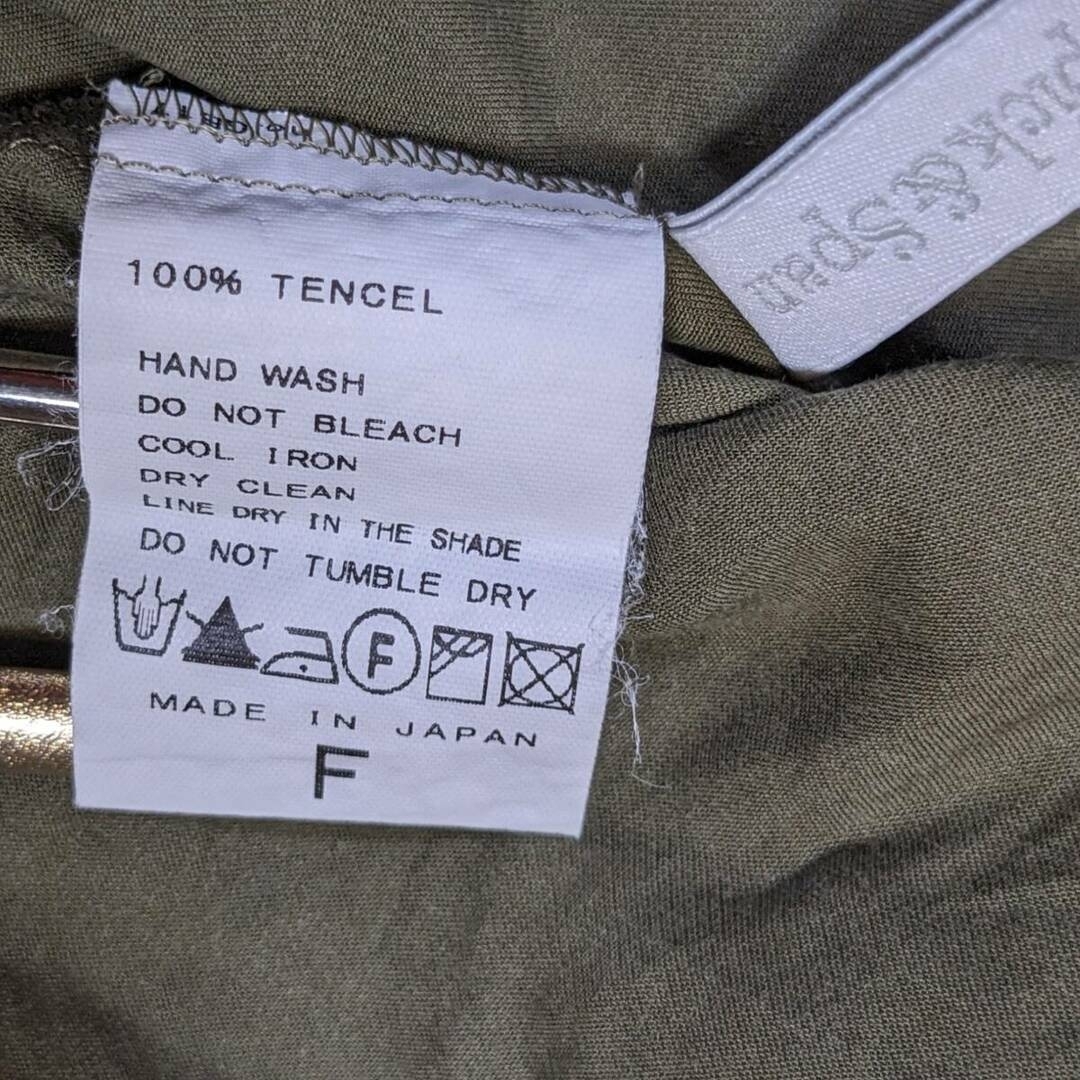 100% TENCEL
HAND WASH
DO NOT BLEACH
COOL IRON
DRY CLEAN
LINE DRY IN THE SHADE
DO NOT TUMBLE DRY
F
MADE IN JAPAN
F
&Span